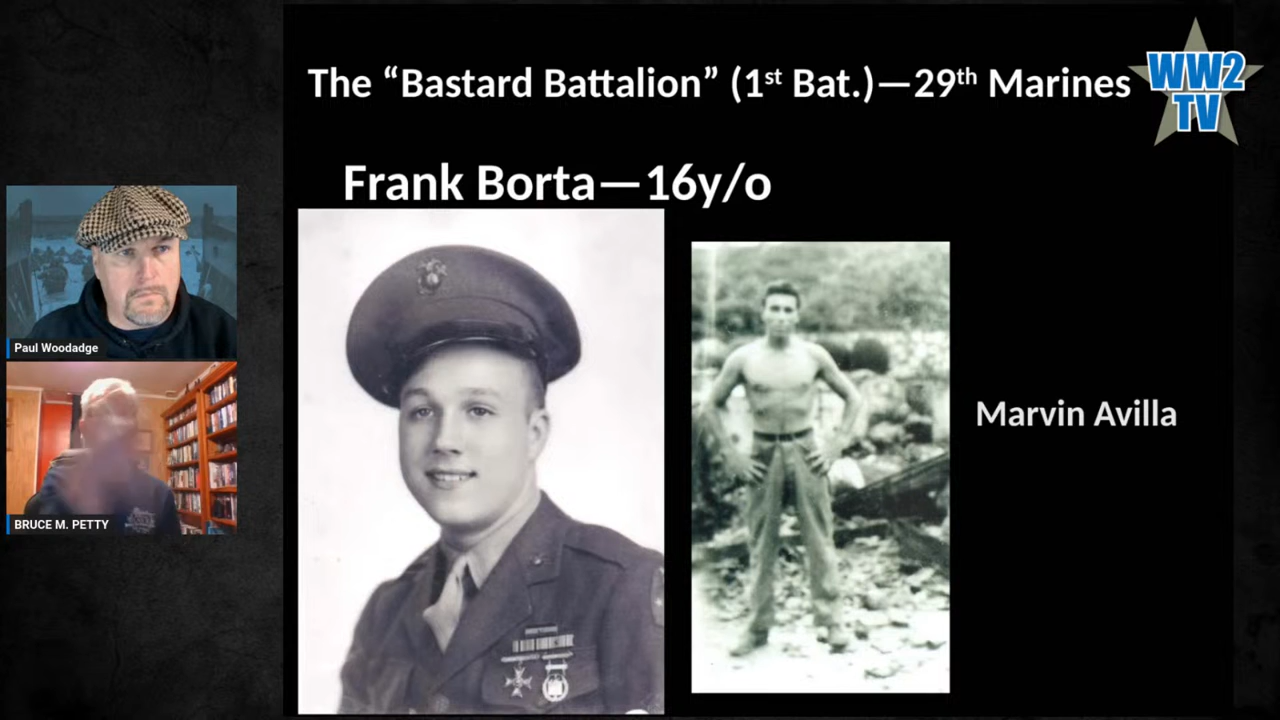 The “Bastard Battalion” (1st Bat.)—29th Marines
WW2
TV
Frank Borta—16y/o
Marvin Avilla
Paul Woodadge
BRUCE M. PETTY